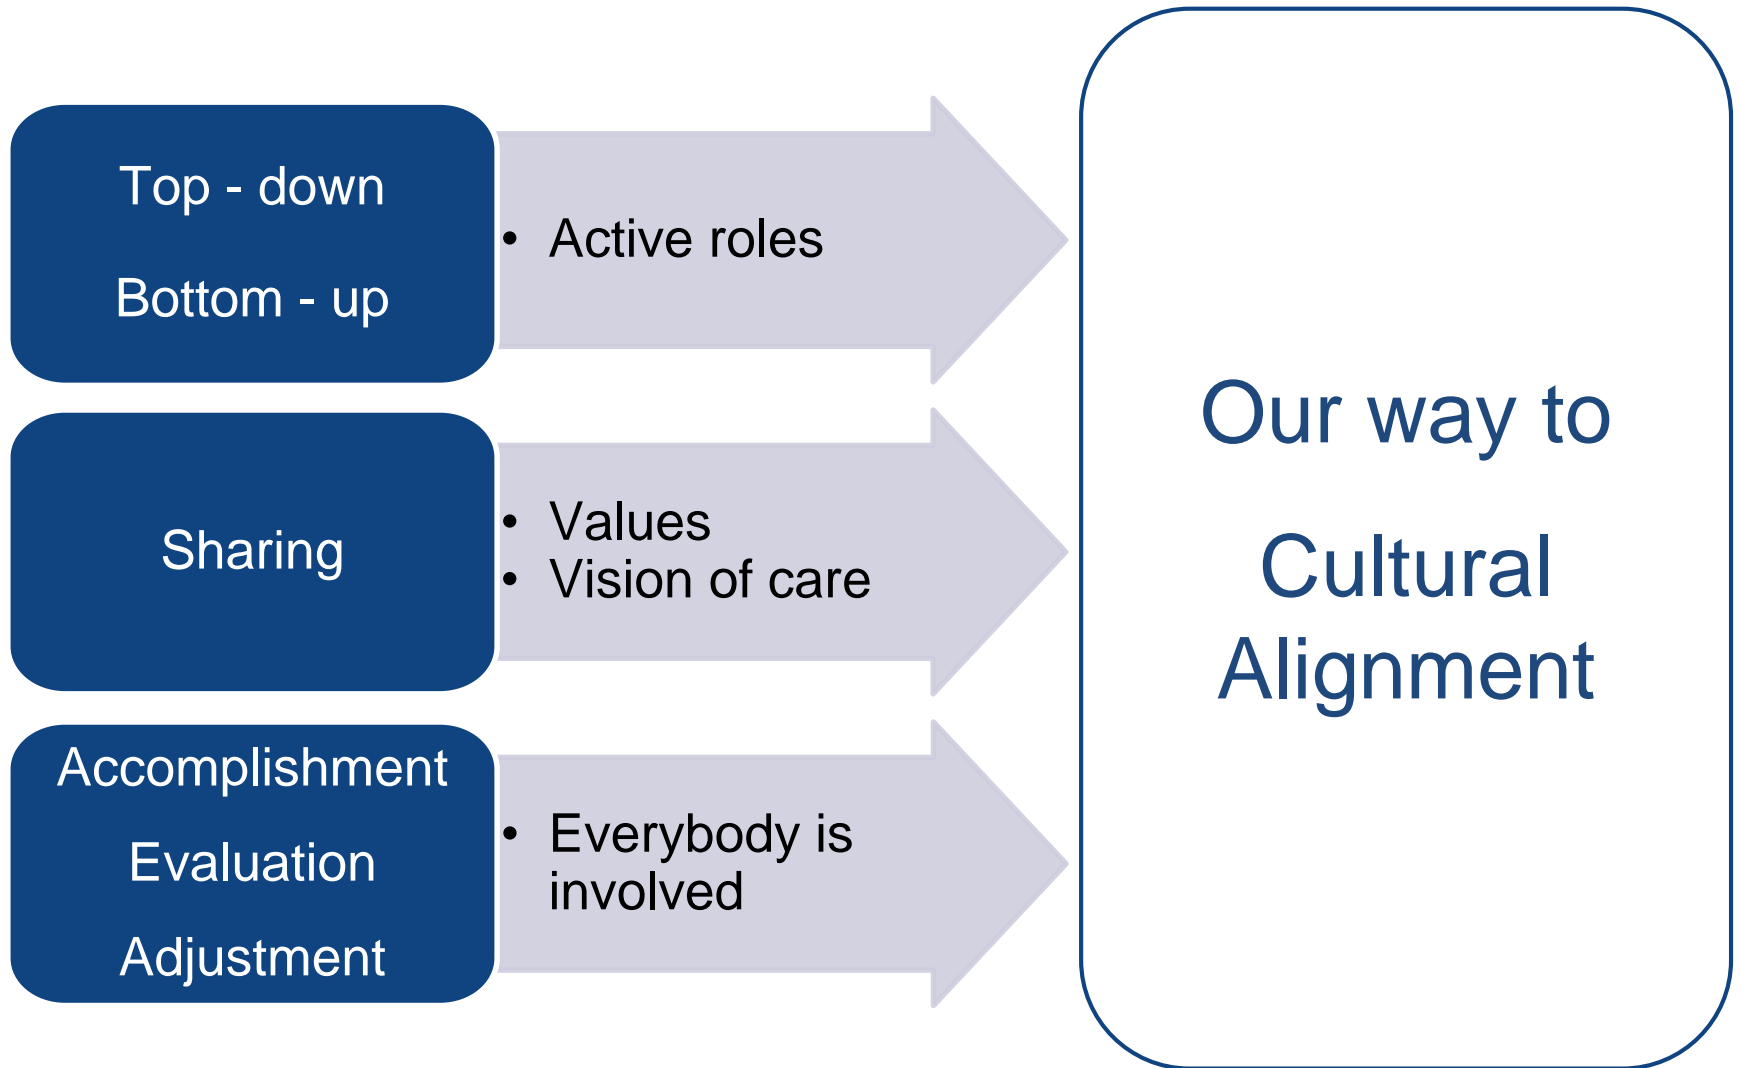 Top - down
Bottom - up
• Active roles
Sharing
• Values
• Vision of care
Accomplishment
Evaluation
Adjustment
• Everybody is
involved
Our way to
Cultural
Alignment